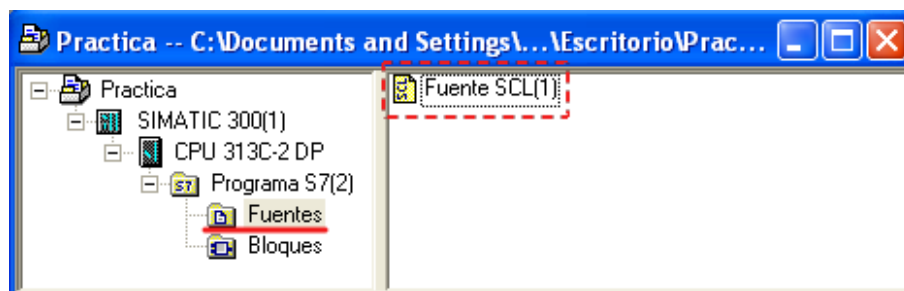 Practica -- C:\Documents and Settings\...\Escritorio\Prac...
Practica
SIMATIC 300(1)
CPU 313C-2 DP
Programa S7(2)
Fuentes
Bloques
Fuente SCL(1)